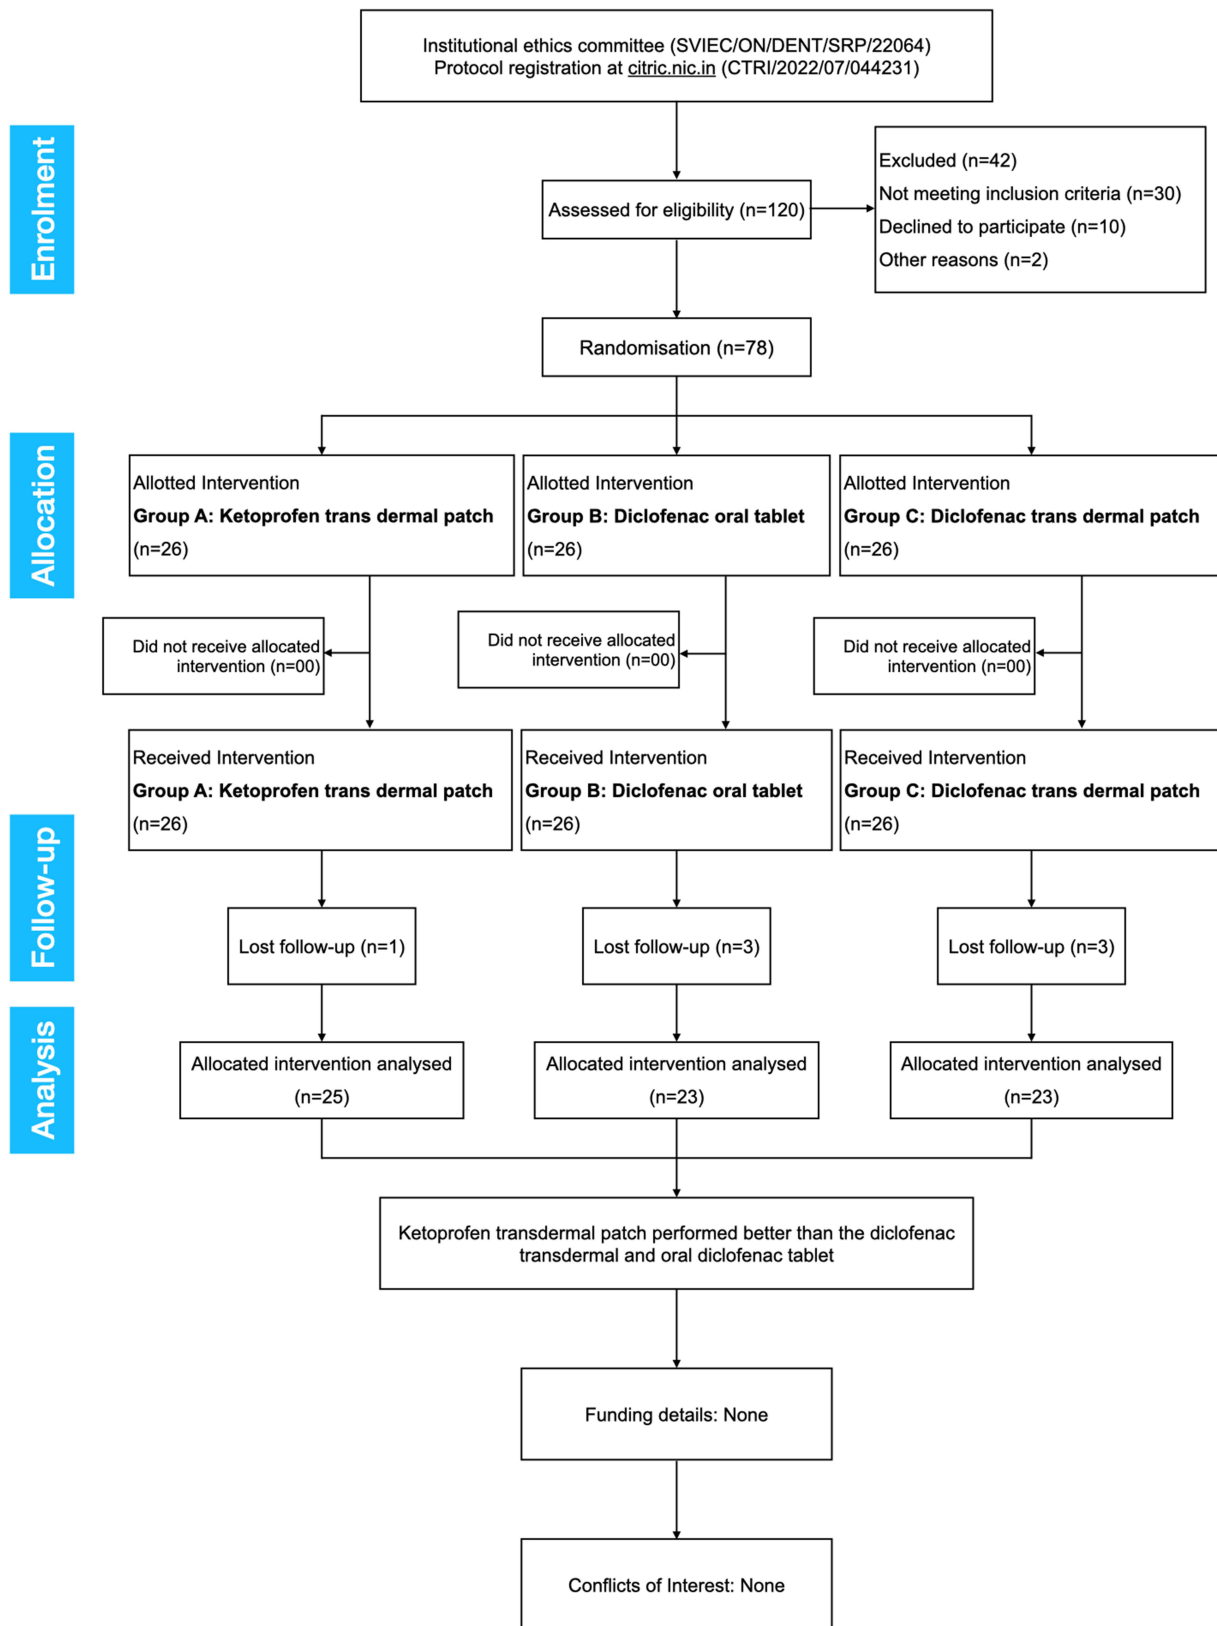 Institutional ethics committee (SVIEC/ON/DENT/SRP/22064)
Protocol registration at citric.nic.in (CTRI/2022/07/044231)
Enrolment
Assessed for eligibility (n=120)
Excluded (n=42)
Not meeting inclusion criteria (n=30)
Declined to participate (n=10)
Other reasons (n=2)
Randomisation (n=78)
Allocation
Allotted Intervention
Group A: Ketoprofen trans dermal patch
(n=26)
Allotted Intervention
Group B: Diclofenac oral tablet
(n=26)
Allotted Intervention
Group C: Diclofenac trans dermal patch
(n=26)
Did not receive allocated
intervention (n=00)
Did not receive allocated
intervention (n=00)
Did not receive allocated
intervention (n=00)
Received Intervention
Group A: Ketoprofen trans dermal patch
(n=26)
Received Intervention
Group B: Diclofenac oral tablet
(n=26)
Received Intervention
Group C: Diclofenac trans dermal patch
(n=26)
Follow-up
Lost follow-up (n=1)
Lost follow-up (n=3)
Lost follow-up (n=3)
Analysis
Allocated intervention analysed
(n=25)
Allocated intervention analysed
(n=23)
Allocated intervention analysed
(n=23)
Ketoprofen transdermal patch performed better than the diclofenac
transdermal and oral diclofenac tablet
Funding details: None
Conflicts of Interest: None